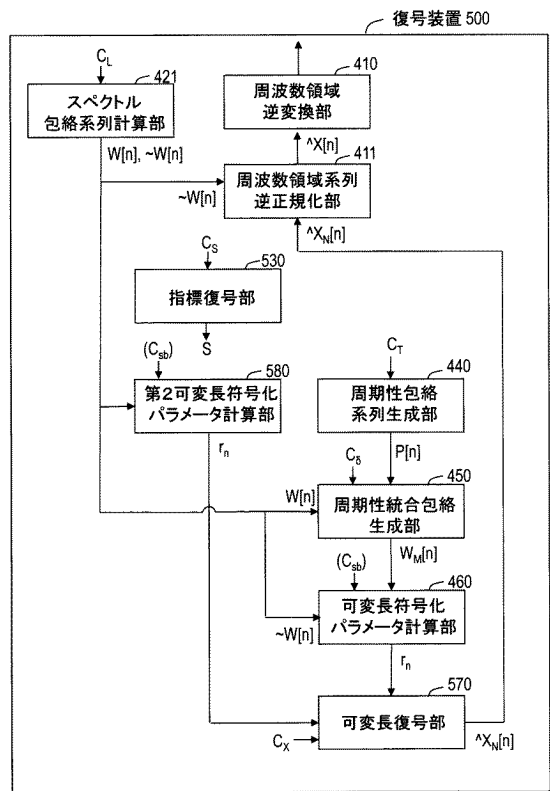 復号装置 500
C_L
421
スペクトル
包絡系列計算部
W[n], ~W[n]
410
周波数領域
逆変換部
^X[n]
411
周波数領域系列
逆正規化部
~W[n]
^X_N[n]
C_S
530
指標復号部
S
(C_sb)
580
第2可変長符号化
パラメータ計算部
r_n
C_T
440
周期性包絡
系列生成部
P[n]
C_δ
450
W[n]
周期性統合包絡
生成部
W_M[n]
(C_sb)
460
可変長符号化
パラメータ計算部
~W[n]
r_n
570
可変長復号部
C_X
^X_N[n]